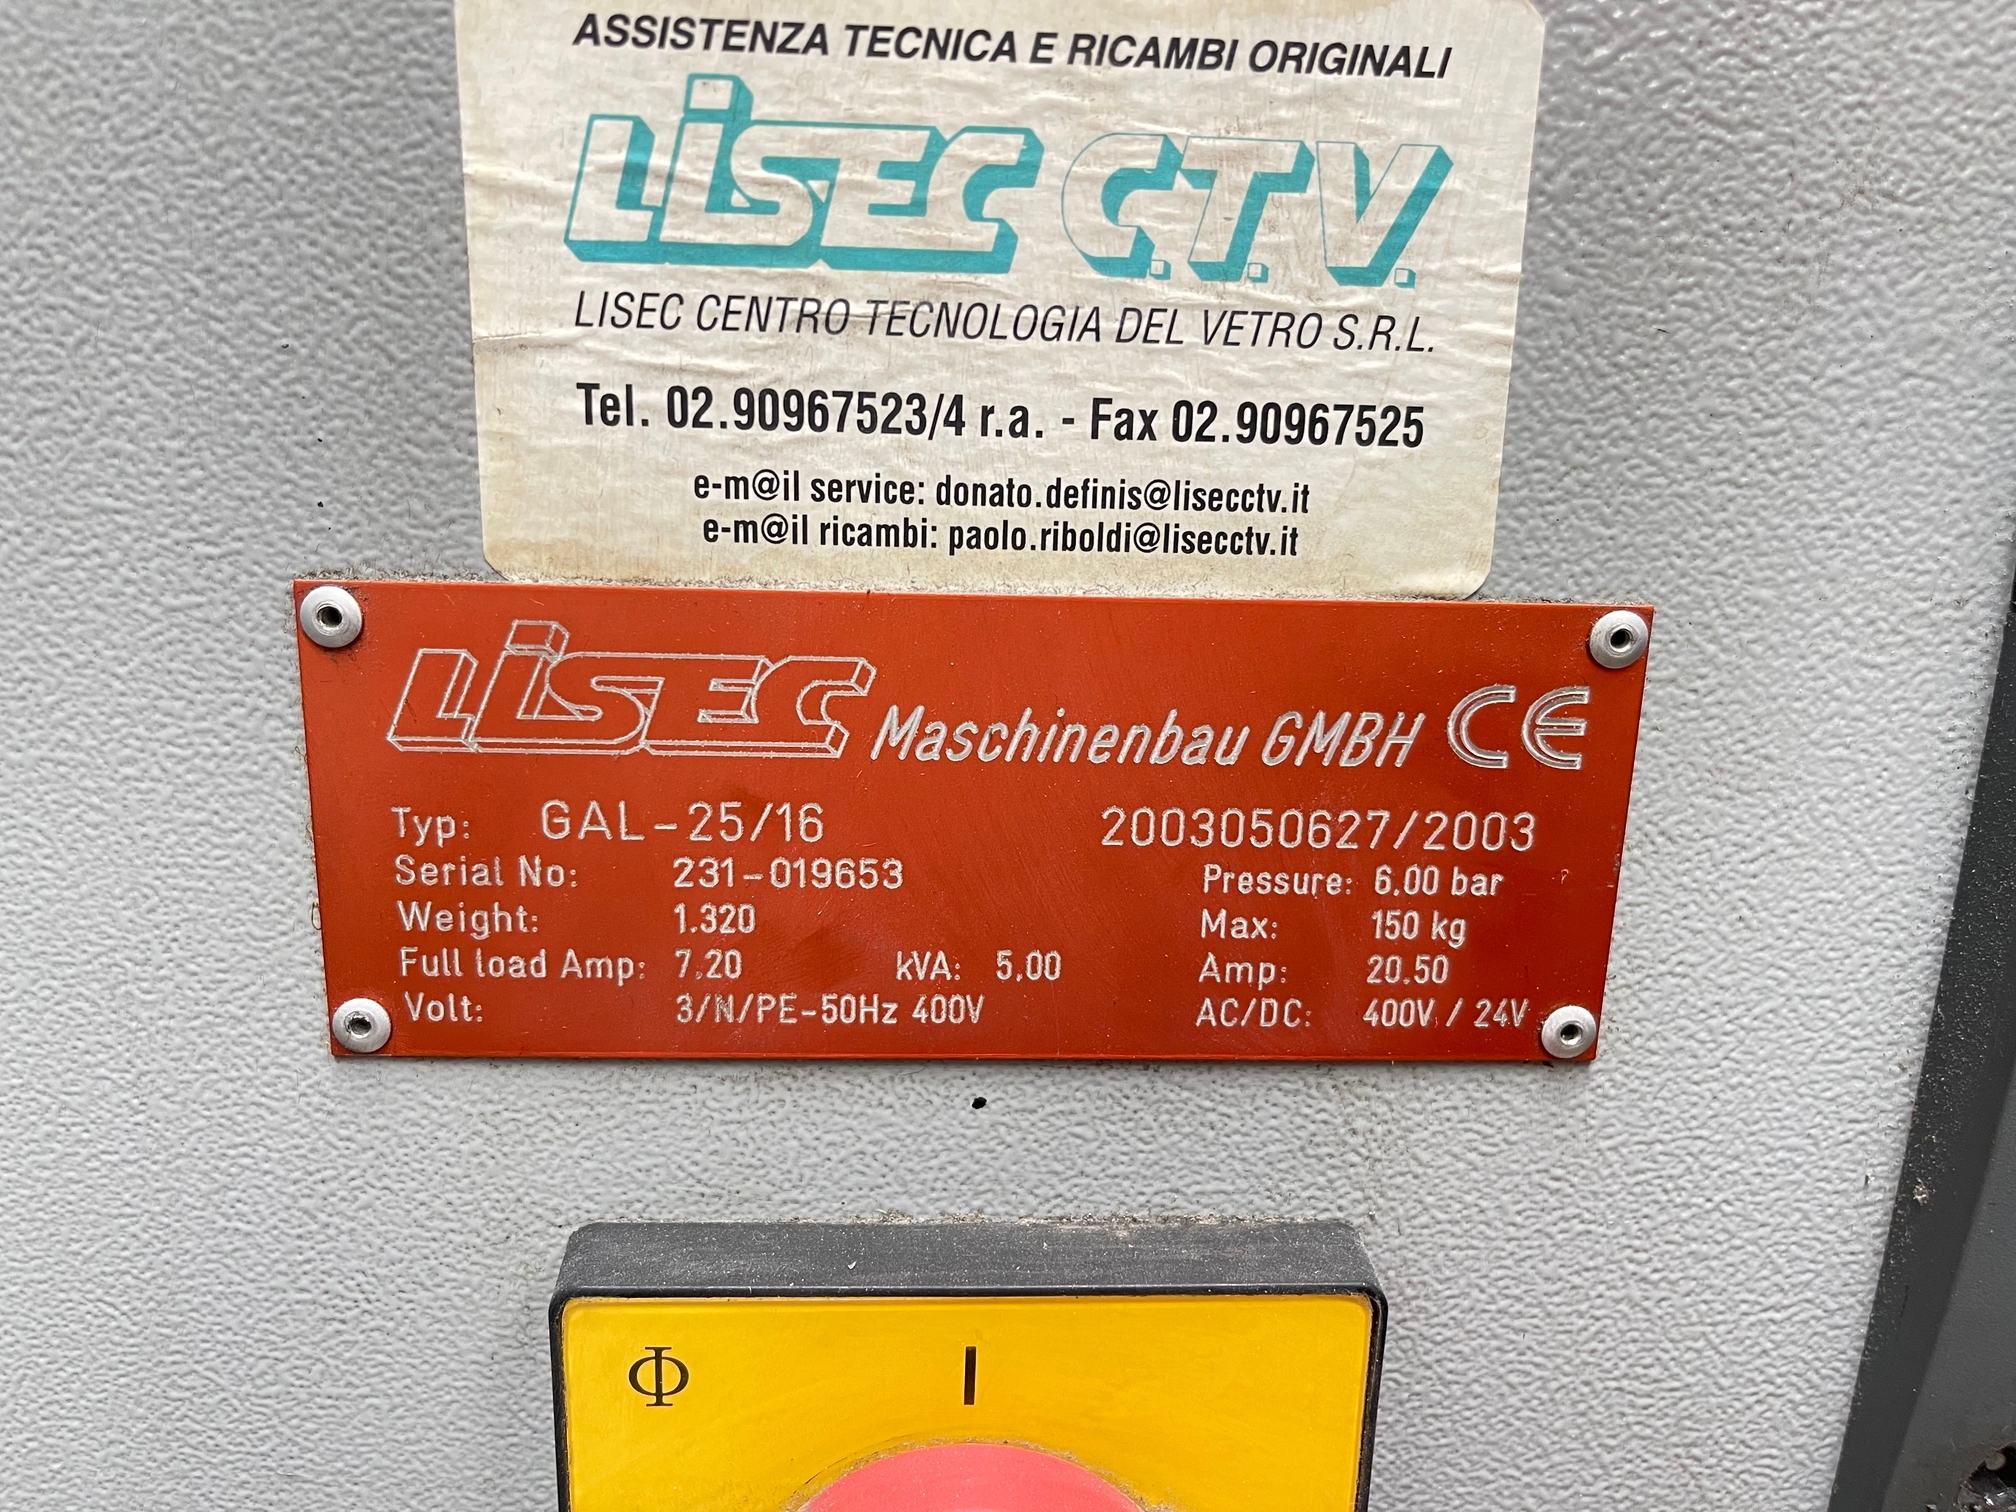 ASSISTENZA TECNICA E RICAMBI ORIGINALI
LISEC C.T.V.
LISEC CENTRO TECNOLOGIA DEL VETRO S.R.L.
Tel. 02.90967523/4 r.a. - Fax 02.90967525
e-m@il service: donato.definis@lisecctv.it
e-m@il ricambi: paolo.riboldi@lisecctv.it
LISEC Maschinenbau GMBH CE
Typ: GAL-25/16 2003050627/2003
Serial No: 231-019653 Pressure: 6.00 bar
Weight: 1.320 Max: 150 kg
Full load Amp: 7.20 kVA: 5.00 Amp: 20.50
Volt: 3/N/PE-50Hz 400V AC/DC: 400V / 24V
Φ I